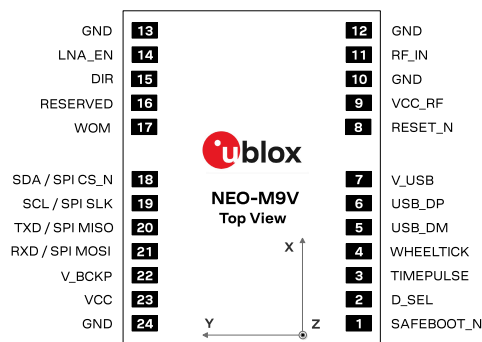 GND 13 12 GND
LNA_EN 14 11 RF_IN
DIR 15 10 GND
RESERVED 16 9 VCC_RF
WOM 17 8 RESET_N
ublox
SDA / SPI CS_N 18 7 V_USB
NEO-M9V
SCL / SPI SLK 19 6 USB_DP
Top View
TXD / SPI MISO 20 5 USB_DM
RXD / SPI MOSI 21 X 4 WHEELTICK
V_BCKP 22 3 TIMEPULSE
VCC 23 2 D_SEL
GND 24 Y Z 1 SAFEBOOT_N